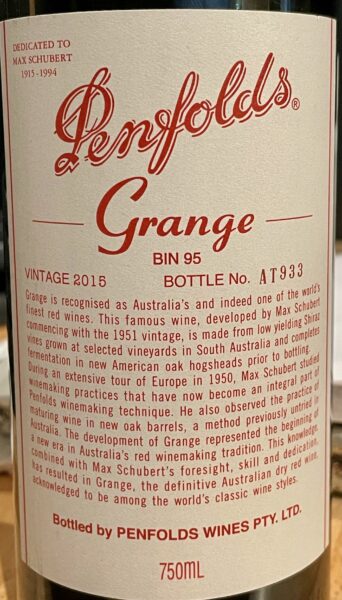 DEDICATED TO
MAX SCHUBERT
1915-1994
Penfolds®
Grange
BIN 95
VINTAGE 2015 BOTTLE No. AT933
Grange is recognised as Australia's and indeed one of the world's
finest red wines. This famous wine, developed by Max Schubert
commencing with the 1951 vintage, is made from low yielding Shiraz
vines grown at selected vineyards in South Australia and completes
fermentation in new American oak hogsheads prior to bottling.
During an extensive tour of Europe in 1950, Max Schubert studied
winemaking practices that have now become an integral part of
Penfolds winemaking technique. He also observed the practice of
maturing wine in new oak barrels, a method previously untried in
Australia. The development of Grange represented the beginning of
a new era in Australia's red winemaking tradition. This knowledge,
combined with Max Schubert's foresight, skill and dedication,
has resulted in Grange, the definitive Australian dry red wine,
acknowledged to be among the world's classic wine styles.
Bottled by PENFOLDS WINES PTY. LTD.
750ML